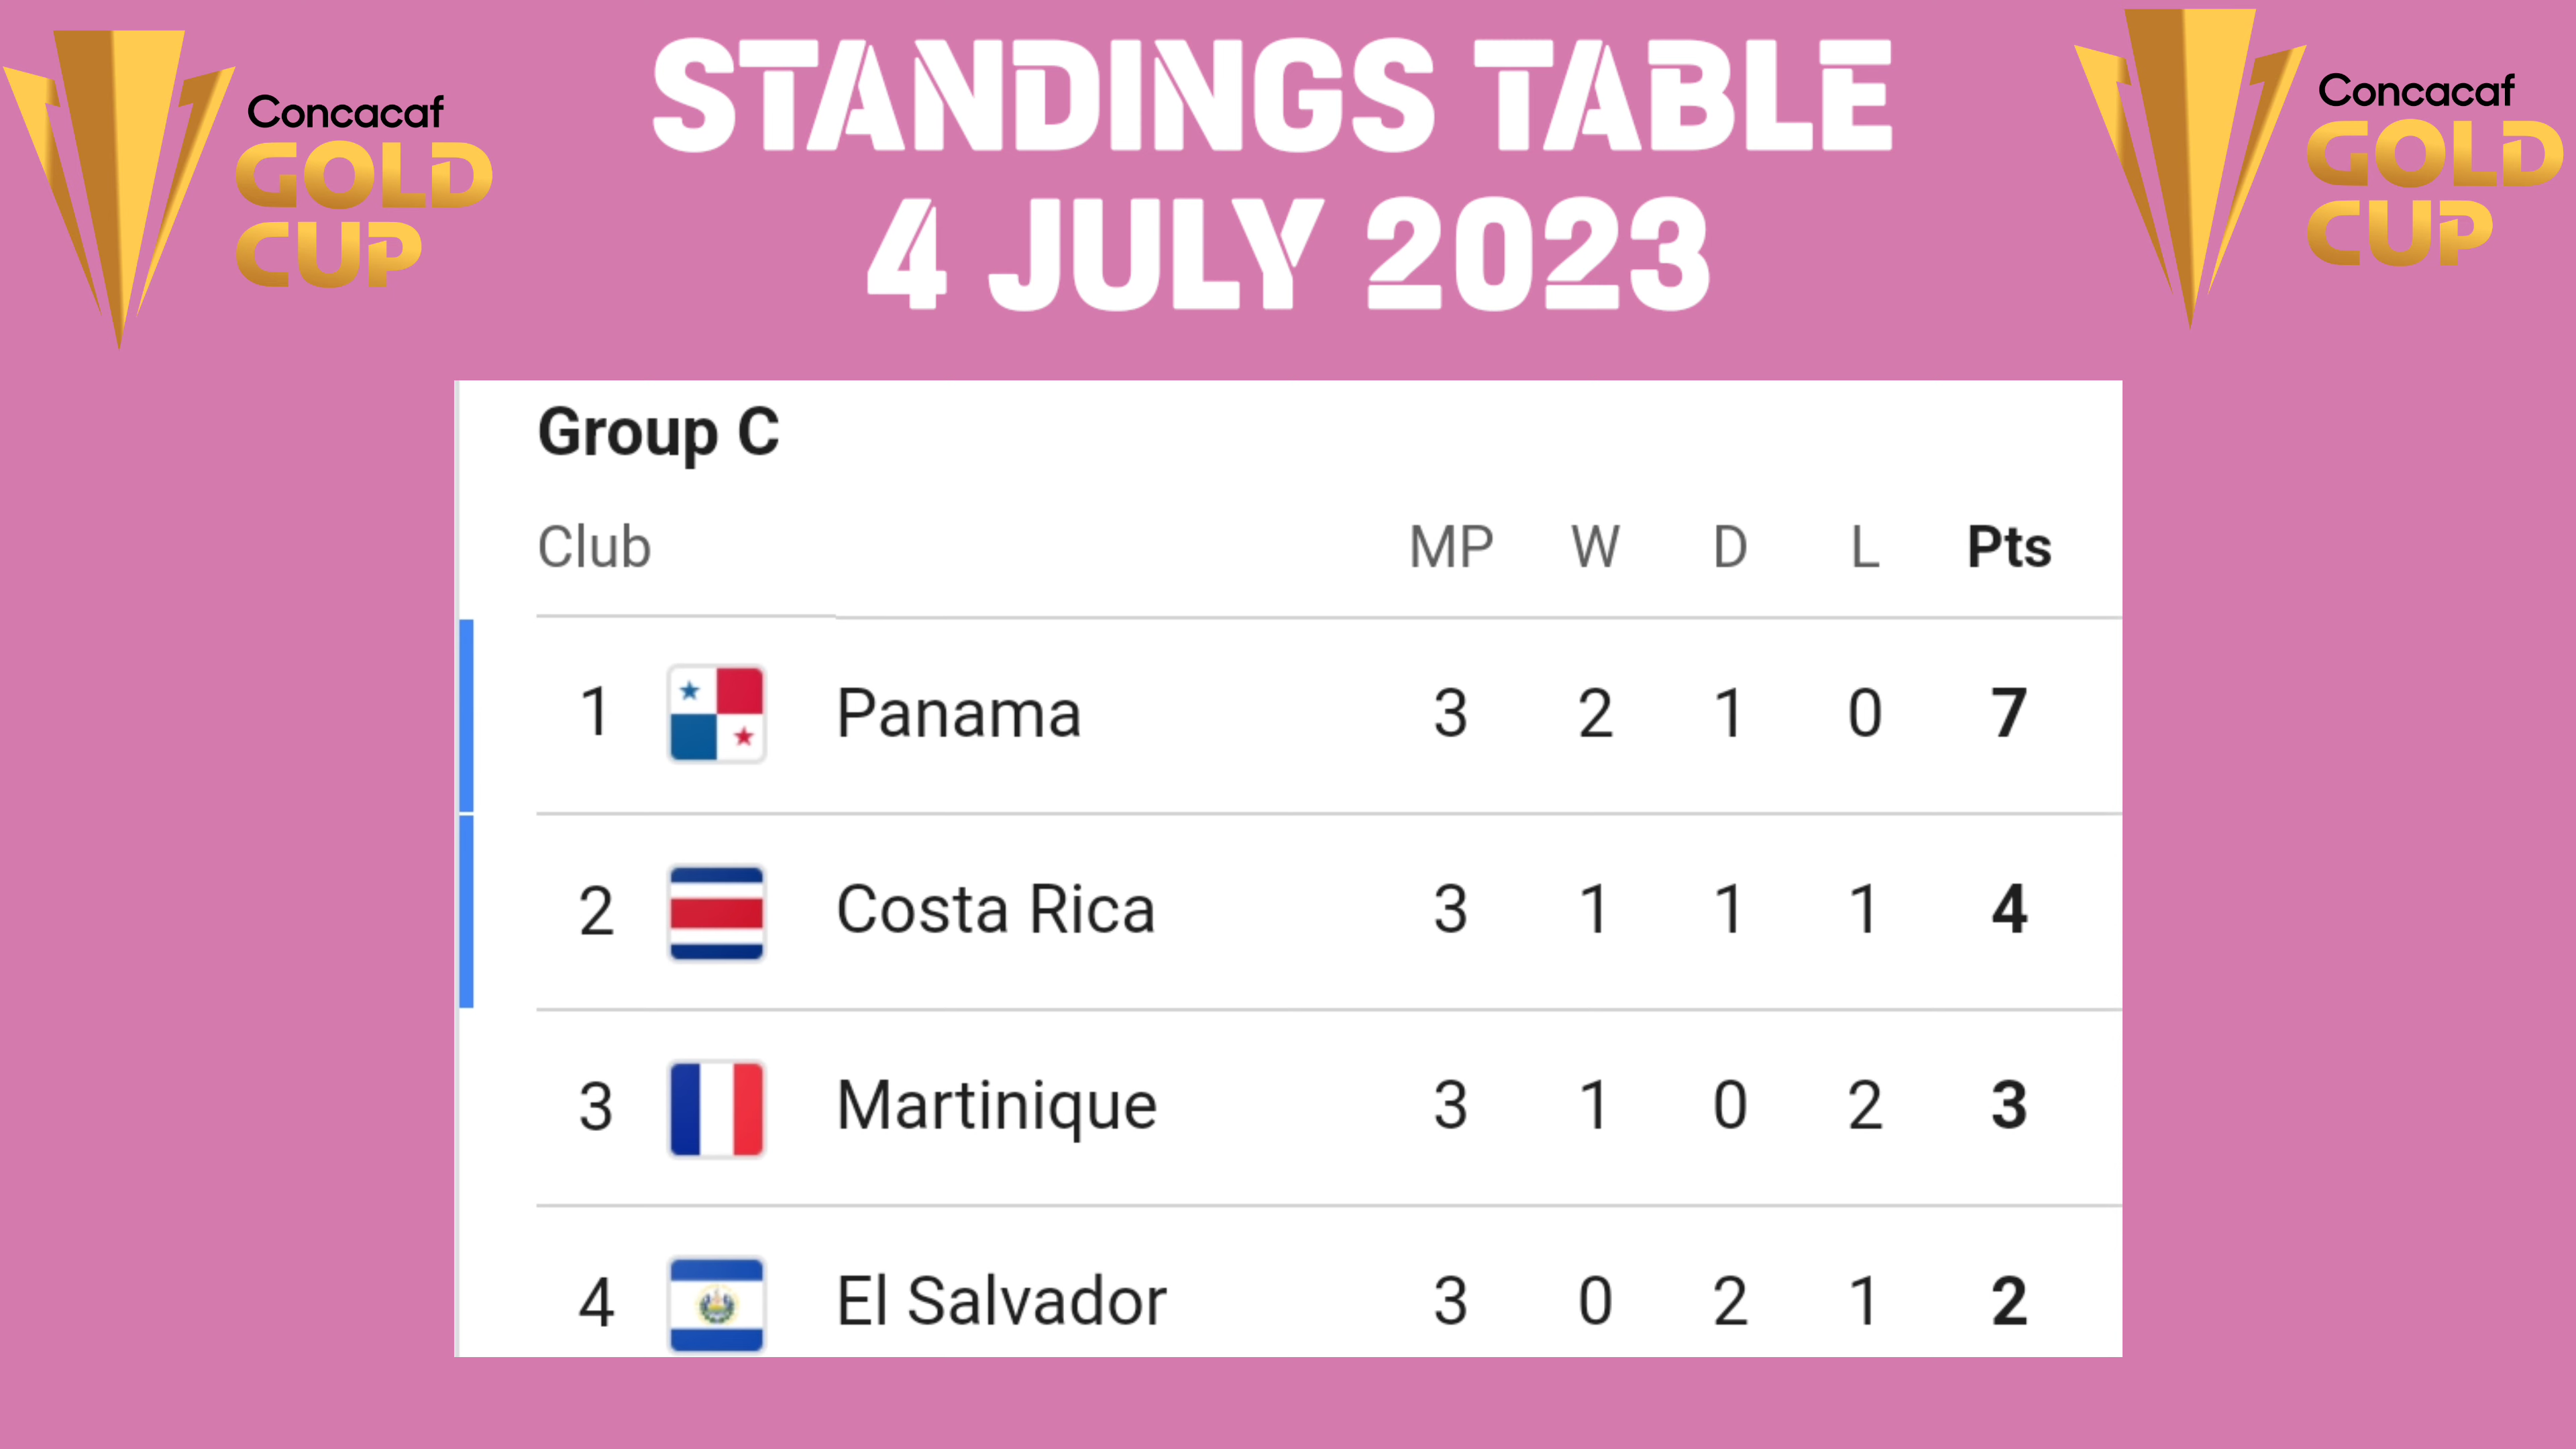 Concacaf
GOLD
CUP
STANDINGS TABLE
4 JULY 2023
Concacaf
GOLD
CUP
Group C
Club MP W D L Pts
1 Panama 3 2 1 0 7
2 Costa Rica 3 1 1 1 4
3 Martinique 3 1 0 2 3
4 El Salvador 3 0 2 1 2